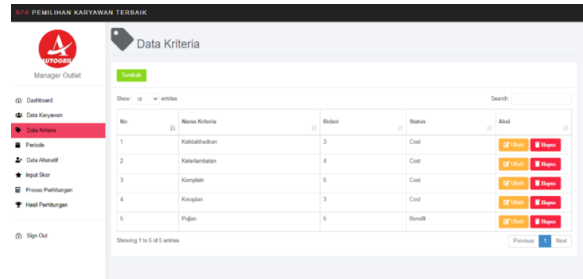 SPK PEMILIHAN KARYAWAN TERBAIK
AUTOGRILL
Manager Outlet
Dashboard
Data Karyawan
Data Kriteria
Periode
Data Alternatif
Input Skor
Proses Perhitungan
Hasil Perhitungan
Sign Out
Data Kriteria
Tambah
Show 10 entries
Search:
No Nama Kriteria Bobot Status Aksi
1 Ketidakhadiran 3 Cost Ubah Hapus
2 Keterlambatan 4 Cost Ubah Hapus
3 Komplain 5 Cost Ubah Hapus
4 Kerapian 3 Cost Ubah Hapus
5 Pujian 5 Benefit Ubah Hapus
Showing 1 to 5 of 5 entries
Previous 1 Next